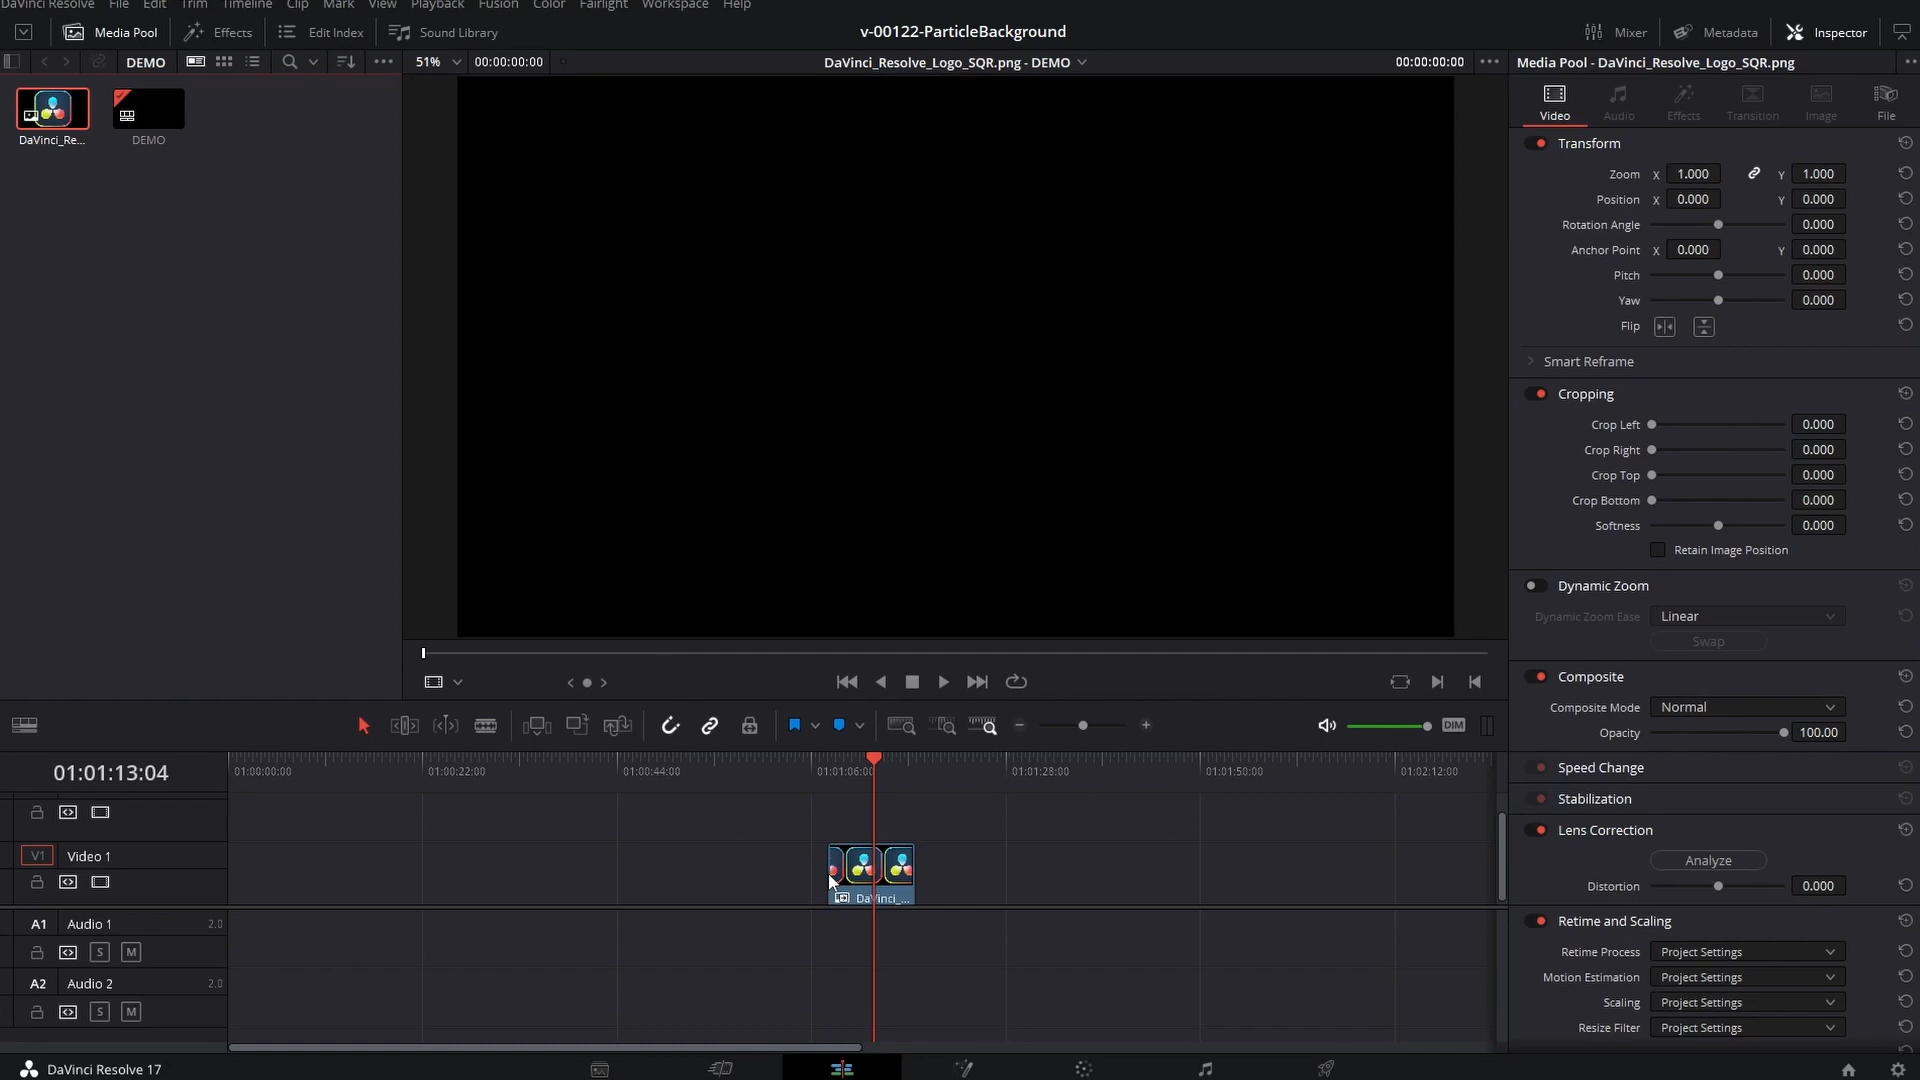 DaVinci Resolve File Edit Trim Timeline Clip Mark View Playback Fusion Color Fairlight Workspace Help
Media Pool Effects Edit Index Sound Library v-00122-ParticleBackground Mixer Metadata Inspector
DEMO 51% 00:00:00:00 DaVinci_Resolve_Logo_SQR.png - DEMO 00:00:00:00 Media Pool - DaVinci_Resolve_Logo_SQR.png
DaVinci_Re... DEMO
Video Audio Effects Transition Image File
Transform
Zoom X 1.000 Y 1.000
Position X 0.000 Y 0.000
Rotation Angle 0.000
Anchor Point X 0.000 Y 0.000
Pitch 0.000
Yaw 0.000
Flip
Smart Reframe
Cropping
Crop Left 0.000
Crop Right 0.000
Crop Top 0.000
Crop Bottom 0.000
Softness 0.000
Retain Image Position
Dynamic Zoom
Dynamic Zoom Ease Linear
Swap
Composite
Composite Mode Normal
Opacity 100.00
Speed Change
Stabilization
Lens Correction
Analyze
Distortion 0.000
Retime and Scaling
Retime Process Project Settings
Motion Estimation Project Settings
Scaling Project Settings
Resize Filter Project Settings
DIM
01:01:13:04 01:00:00:00 01:00:22:00 01:00:44:00 01:01:06:00 01:01:28:00 01:01:50:00 01:02:12:00
V1 Video 1
DaVinci_...
A1 Audio 1 2.0
S M
A2 Audio 2 2.0
S M
DaVinci Resolve 17